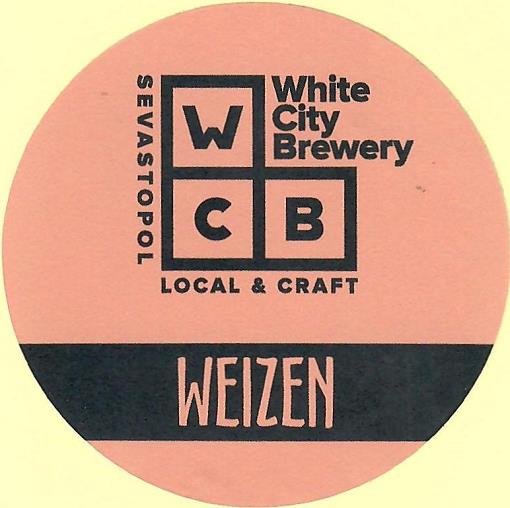 SEVASTOPOL
W
White
City
Brewery
C B
LOCAL & CRAFT
WEIZEN